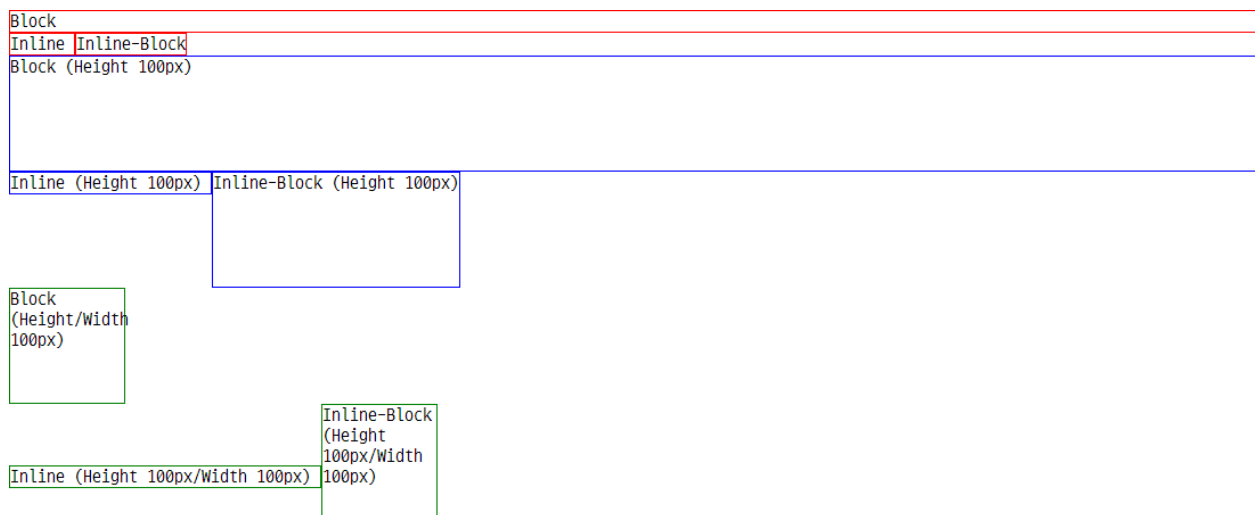 Block
Inline Inline-Block
Block (Height 100px)
Inline (Height 100px) Inline-Block (Height 100px)
Block
(Height/Width
100px)
Inline (Height 100px/Width 100px)
Inline-Block
(Height
100px/Width
100px)